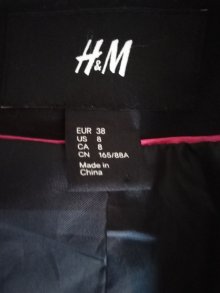 H&M
EUR 38
US 8
CA 8
CN 165/88A
Made in
China